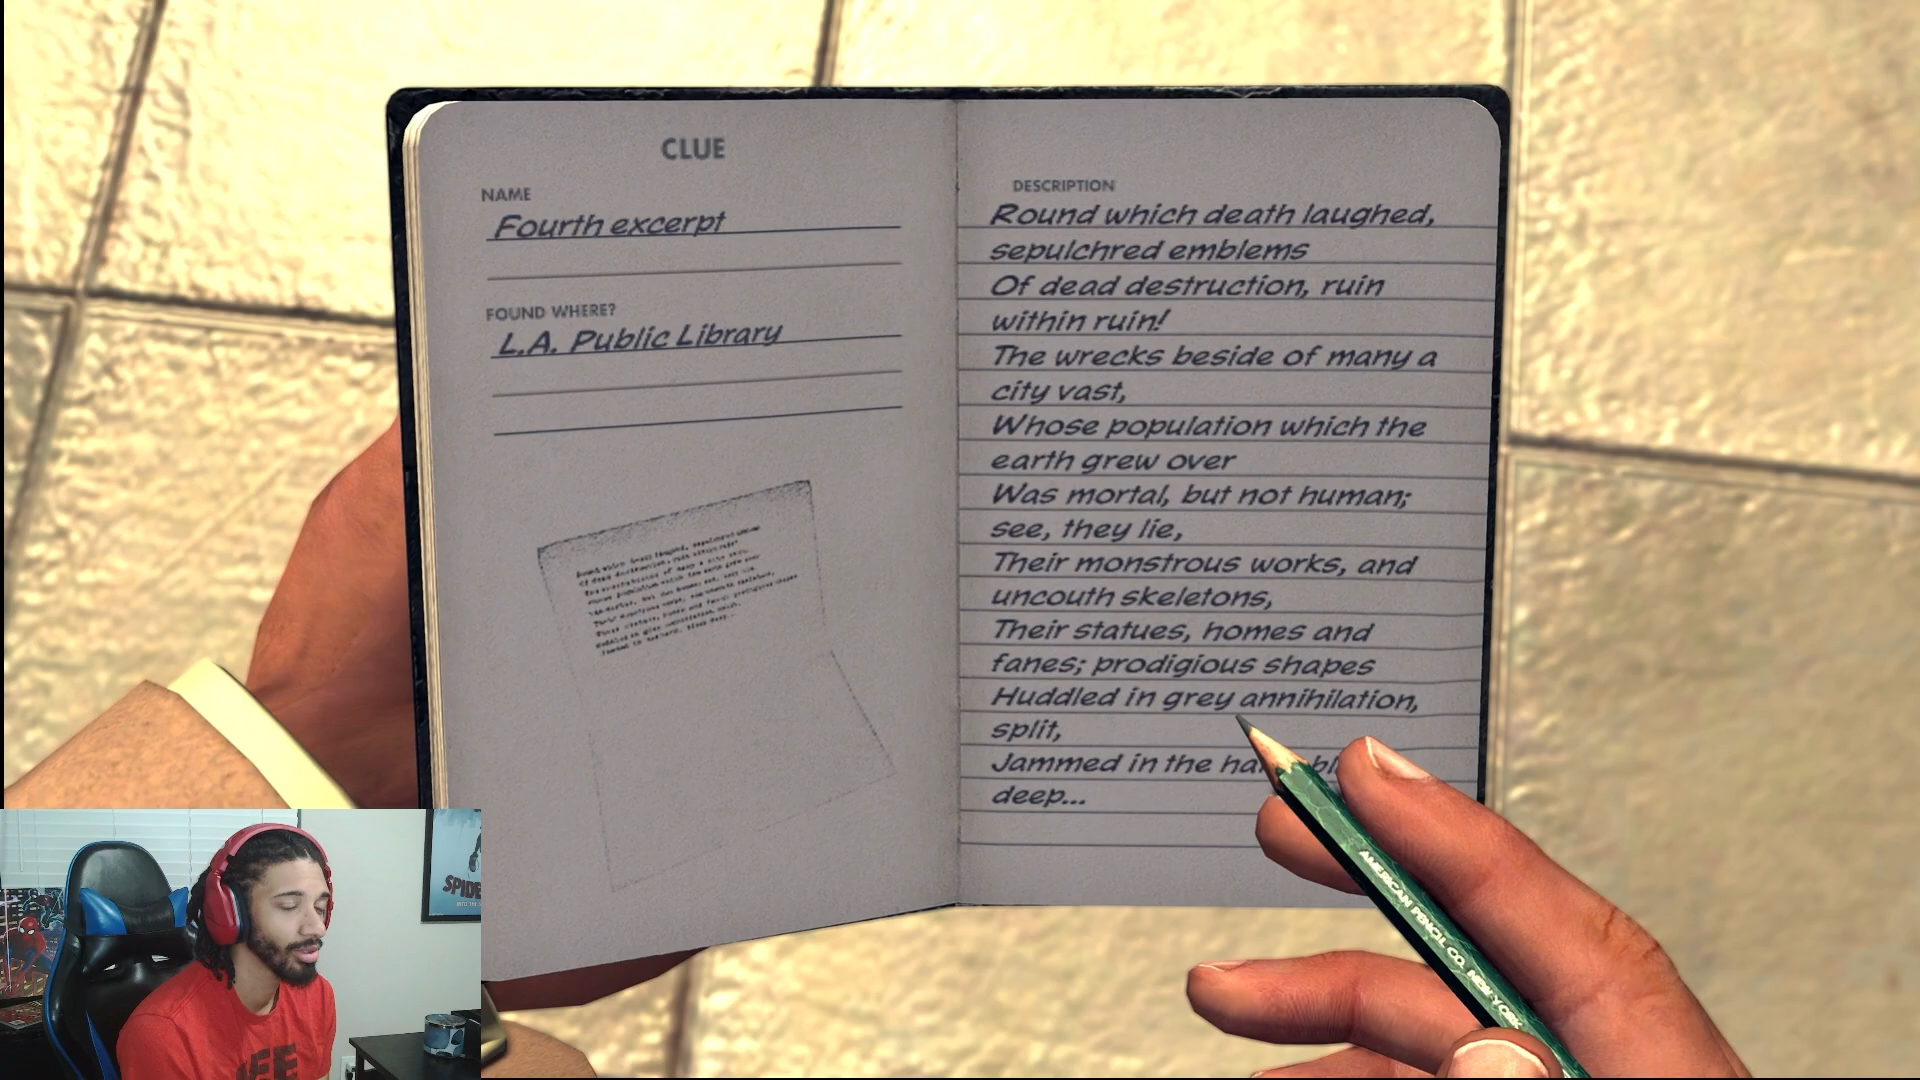 CLUE
NAME
Fourth excerpt
FOUND WHERE?
L.A. Public Library
DESCRIPTION
Round which death laughed,
sepulchred emblems
Of dead destruction, ruin
within ruin!
The wrecks beside of many a
city vast,
Whose population which the
earth grew over
Was mortal, but not human;
see, they lie,
Their monstrous works, and
uncouth skeletons,
Their statues, homes and
fanes; prodigious shapes
Huddled in grey annihilation,
split,
Jammed in the
deep...
AMERICAN PENCIL CO. NEW YORK